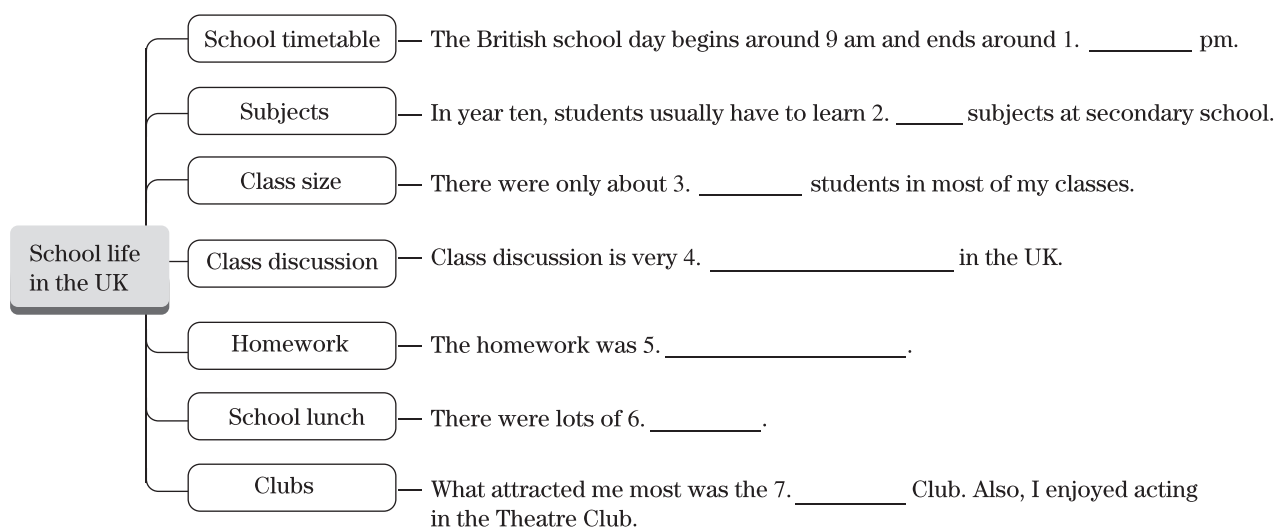 School timetable
The British school day begins around 9 am and ends around 1. ________ pm.
Subjects
In year ten, students usually have to learn 2. _____ subjects at secondary school.
Class size
There were only about 3. ________ students in most of my classes.
School life
in the UK
Class discussion
Class discussion is very 4. ____________________ in the UK.
Homework
The homework was 5. ____________________.
School lunch
There were lots of 6. _________.
Clubs
What attracted me most was the 7. _________ Club. Also, I enjoyed acting
in the Theatre Club.